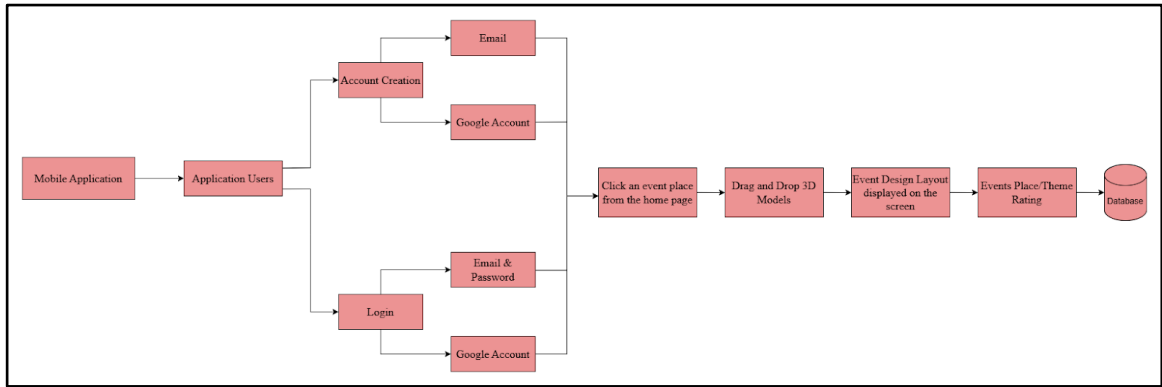 Email
Account Creation
Google Account
Mobile Application
Application Users
Click an event place
from the home page
Drag and Drop 3D
Models
Event Design Layout
displayed on the
screen
Events Place/Theme
Rating
Database
Email &
Password
Login
Google Account